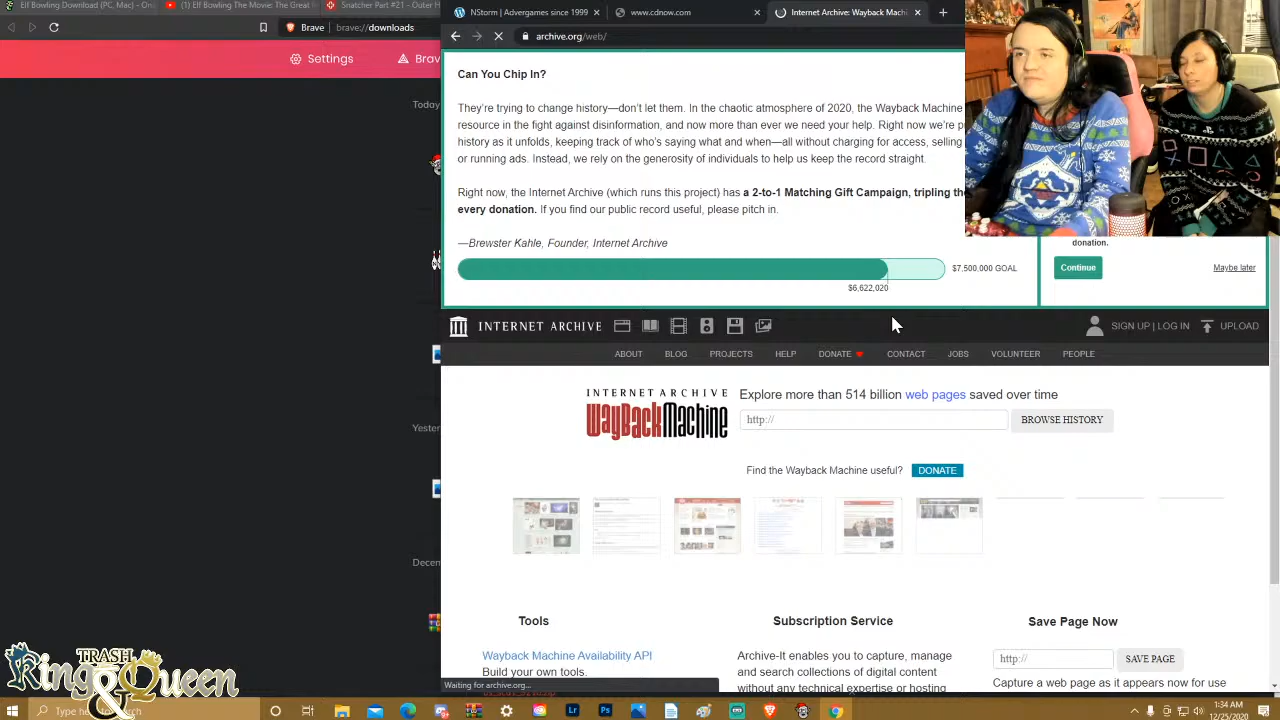 Elf Bowling Download (PC, Mac)
1) Elf Bowling The Movie: The Great
Snatcher Part #21 - Outer H
NStorm | Advergames since 1999
www.cdnow.com
Internet Archive: Wayback Machi
Brave
brave://downloads
archive.org/web/
Settings
Brav
Today
Yester
Decem
Can You Chip In?
They're trying to change history—don't let them. In the chaotic atmosphere of 2020, the Wayback Machine
resource in the fight against disinformation, and now more than ever we need your help. Right now we're p
history as it unfolds, keeping track of who's saying what and when—all without charging for access, selling
or running ads. Instead, we rely on the generosity of individuals to help us keep the record straight.
Right now, the Internet Archive (which runs this project) has a 2-to-1 Matching Gift Campaign, tripling the
every donation. If you find our public record useful, please pitch in.
—Brewster Kahle, Founder, Internet Archive
$7,500,000 GOAL
$6,622,020
donation.
Continue
Maybe later
INTERNET ARCHIVE
SIGN UP | LOG IN
UPLOAD
ABOUT
BLOG
PROJECTS
HELP
DONATE
CONTACT
JOBS
VOLUNTEER
PEOPLE
INTERNET ARCHIVE
WayBackMachine
Explore more than 514 billion web pages saved over time
http://
BROWSE HISTORY
Find the Wayback Machine useful?
DONATE
Tools
Wayback Machine Availability API
Build your own tools.
Subscription Service
Archive-It enables you to capture, manage
and search collections of digital content
without any technical expertise or hosting
Save Page Now
http://
SAVE PAGE
Capture a web page as it appears now for use
Waiting for archive.org...
TRASH
King & Queen
Type here to search
1:34 AM
12/25/2020